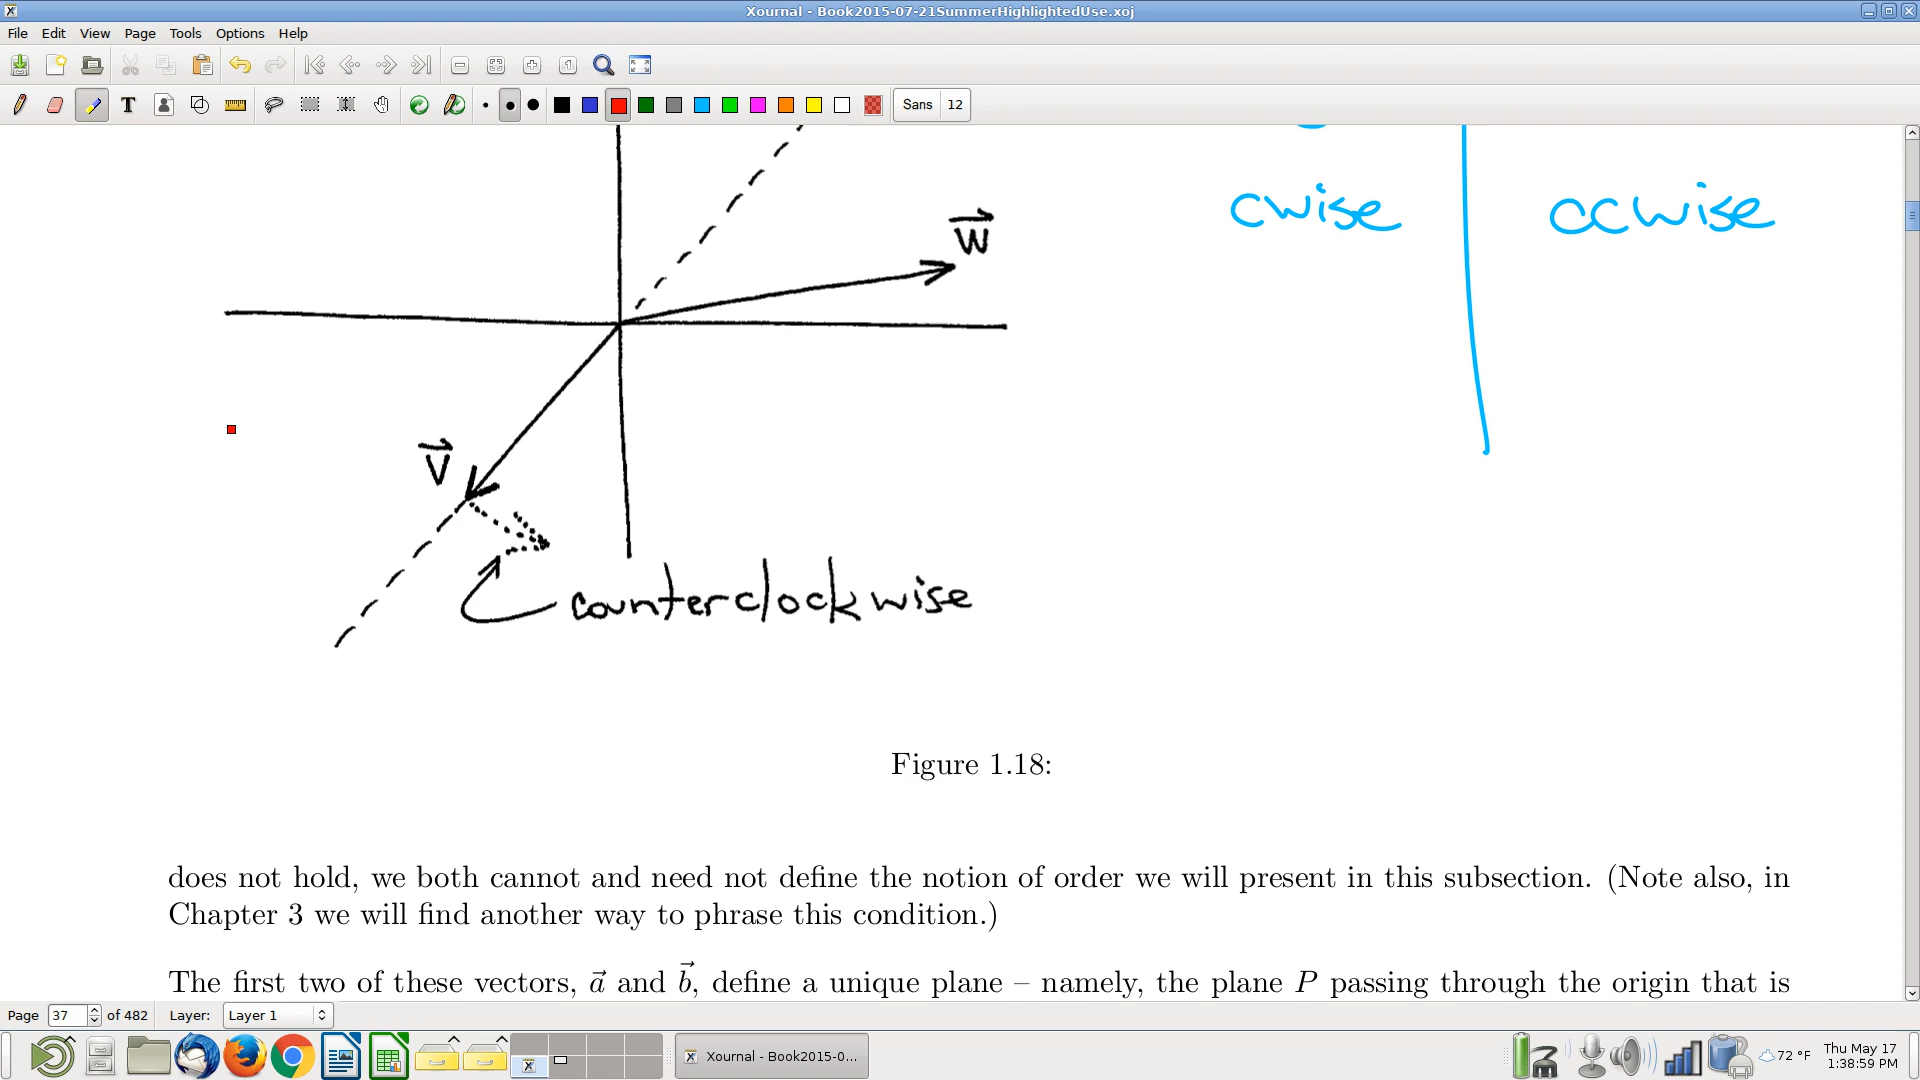 Xournal - Book2015-07-21SummerHighlightedUse.xoj
File Edit View Page Tools Options Help
T Sans 12
cwise ccwise
w
v
counterclockwise
Figure 1.18:
does not hold, we both cannot and need not define the notion of order we will present in this subsection. (Note also, in
Chapter 3 we will find another way to phrase this condition.)
The first two of these vectors, a⃗ and b⃗, define a unique plane – namely, the plane P passing through the origin that is
Page 37 of 482 Layer: Layer 1
Xournal - Book2015-0...
72 °F
Thu May 17
1:38:59 PM